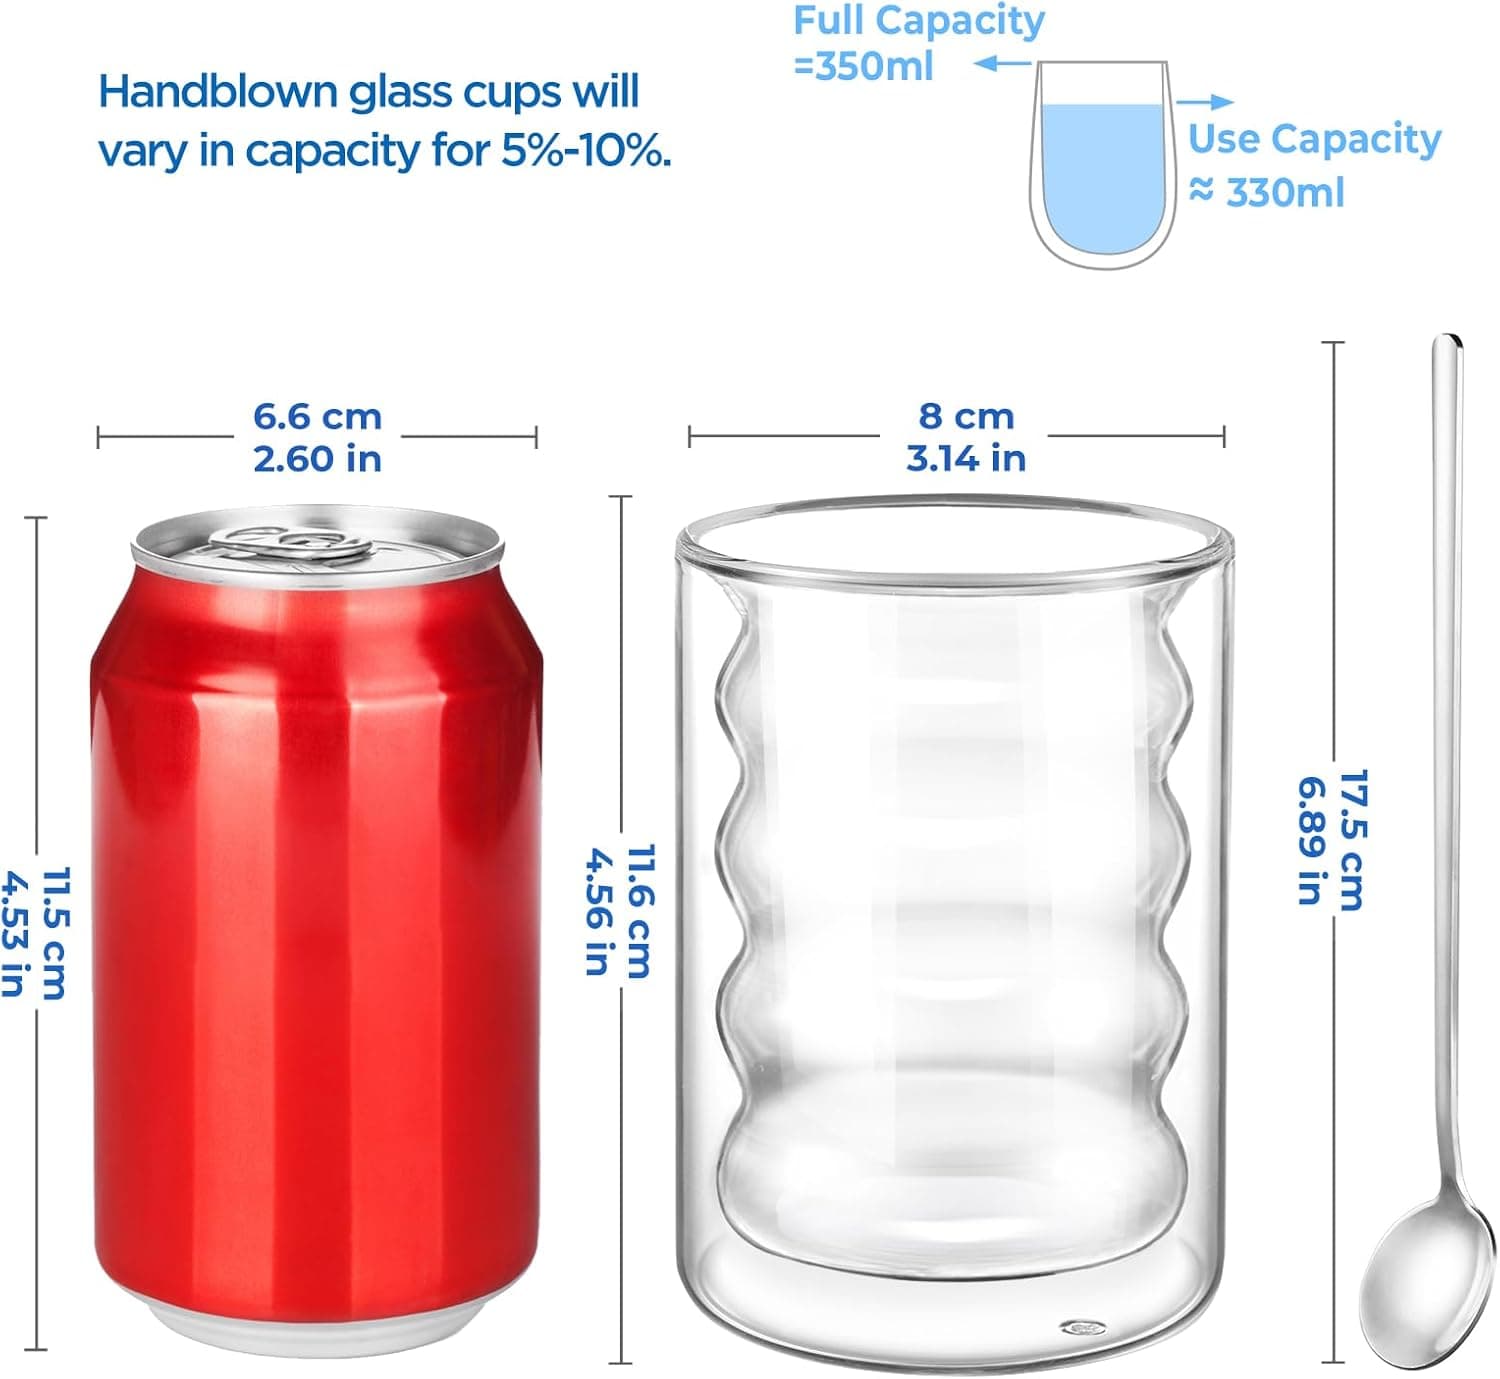 Handblown glass cups will
vary in capacity for 5%-10%.
Full Capacity
=350ml
Use Capacity
≈ 330ml
6.6 cm
2.60 in
8 cm
3.14 in
11.5 cm
4.53 in
11.6 cm
4.56 in
17.5 cm
6.89 in